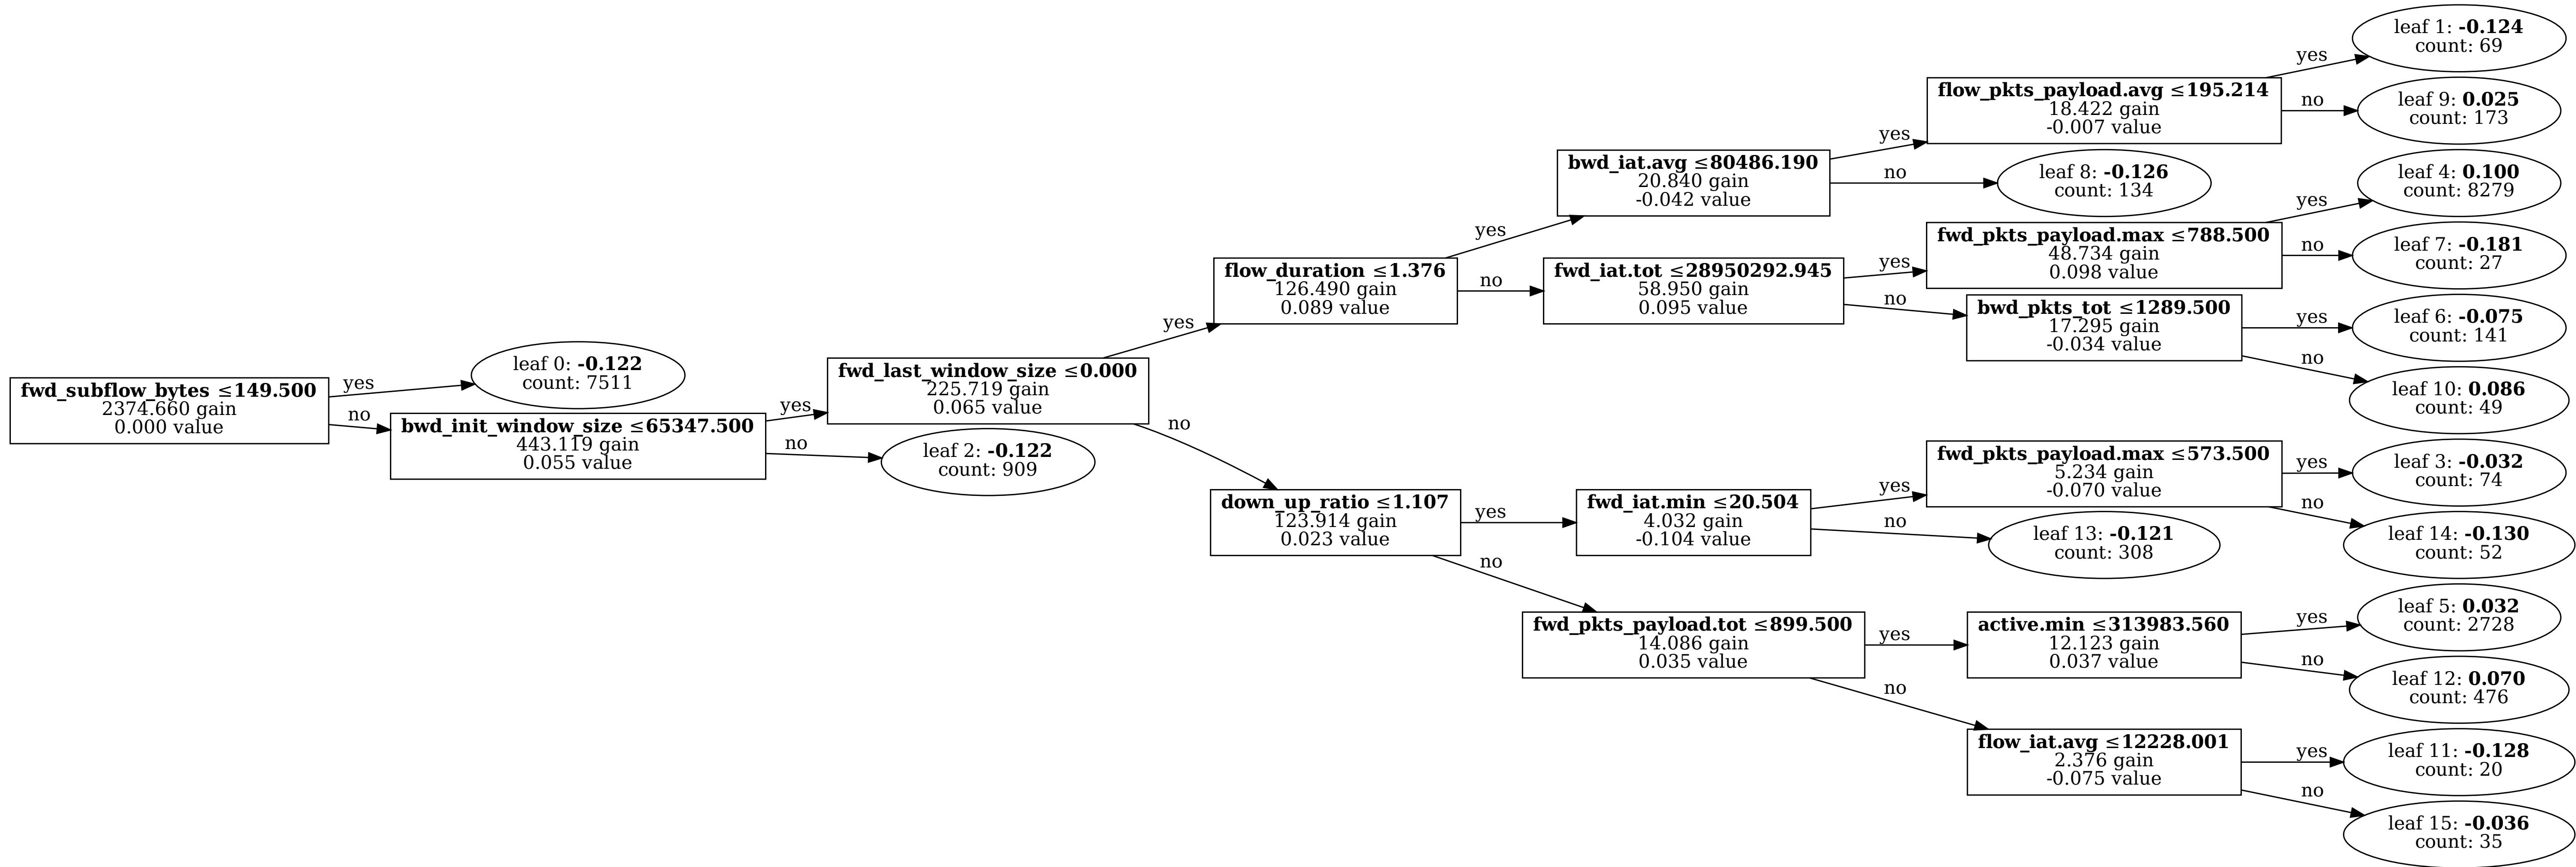 fwd_subflow_bytes ≤149.500
2374.660 gain
0.000 value
yes
no
leaf 0: -0.122
count: 7511
bwd_init_window_size ≤65347.500
443.119 gain
0.055 value
yes
no
fwd_last_window_size ≤0.000
225.719 gain
0.065 value
leaf 2: -0.122
count: 909
yes
no
flow_duration ≤1.376
126.490 gain
0.089 value
yes
no
bwd_iat.avg ≤80486.190
20.840 gain
-0.042 value
yes
no
flow_pkts_payload.avg ≤195.214
18.422 gain
-0.007 value
yes
no
leaf 1: -0.124
count: 69
leaf 9: 0.025
count: 173
leaf 8: -0.126
count: 134
fwd_iat.tot ≤28950292.945
58.950 gain
0.095 value
yes
no
fwd_pkts_payload.max ≤788.500
48.734 gain
0.098 value
yes
no
leaf 4: 0.100
count: 8279
leaf 7: -0.181
count: 27
bwd_pkts_tot ≤1289.500
17.295 gain
-0.034 value
yes
no
leaf 6: -0.075
count: 141
leaf 10: 0.086
count: 49
down_up_ratio ≤1.107
123.914 gain
0.023 value
yes
no
fwd_iat.min ≤20.504
4.032 gain
-0.104 value
yes
no
fwd_pkts_payload.max ≤573.500
5.234 gain
-0.070 value
yes
no
leaf 3: -0.032
count: 74
leaf 14: -0.130
count: 52
leaf 13: -0.121
count: 308
fwd_pkts_payload.tot ≤899.500
14.086 gain
0.035 value
yes
no
active.min ≤313983.560
12.123 gain
0.037 value
yes
no
leaf 5: 0.032
count: 2728
leaf 12: 0.070
count: 476
flow_iat.avg ≤12228.001
2.376 gain
-0.075 value
yes
no
leaf 11: -0.128
count: 20
leaf 15: -0.036
count: 35